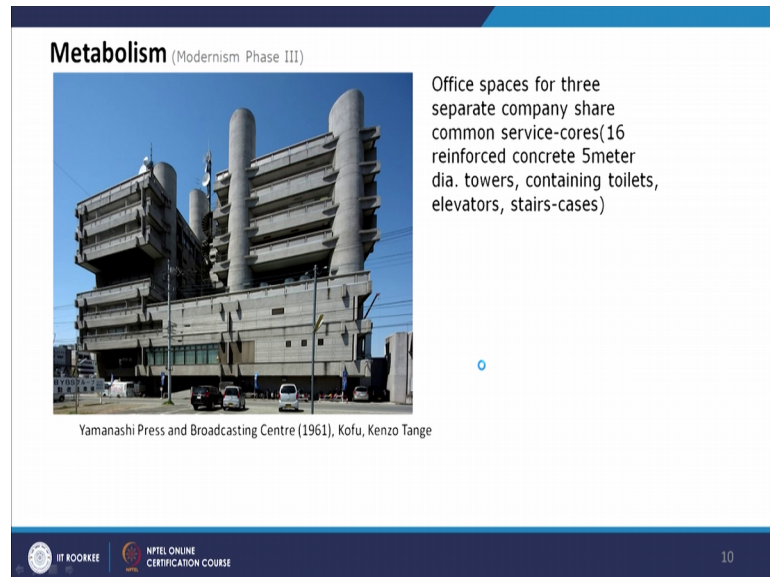 Metabolism (Modernism Phase III)
Office spaces for three
separate company share
common service-cores(16
reinforced concrete 5meter
dia. towers, containing toilets,
elevators, stairs-cases)
Yamanashi Press and Broadcasting Centre (1961), Kofu, Kenzo Tange
IIT ROORKEE
NPTEL ONLINE
CERTIFICATION COURSE
10